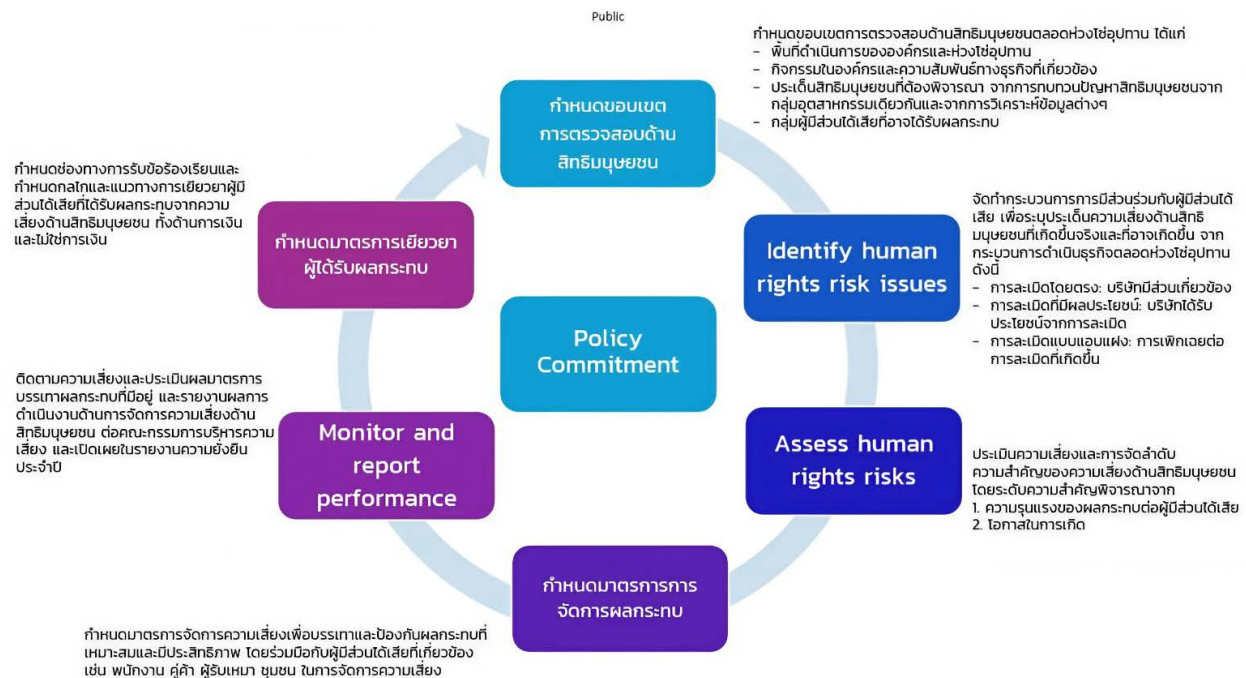 Public
กำหนดขอบเขตการตรวจสอบด้านสิทธิมนุษยชนตลอดห่วงโซ่อุปทาน ได้แก่
- พื้นที่ดำเนินการขององค์กรและห่วงโซ่อุปทาน
- กิจกรรมในองค์กรและความสัมพันธ์ทางธุรกิจที่เกี่ยวข้อง
- ประเด็นสิทธิมนุษยชนที่ต้องพิจารณา จากการทบทวนปัญหาสิทธิมนุษยชนจาก
กลุ่มอุตสาหกรรมเดียวกันและจากการวิเคราะห์ข้อมูลต่างๆ
- กลุ่มผู้มีส่วนได้เสียที่อาจได้รับผลกระทบ
กำหนดขอบเขต
การตรวจสอบด้าน
สิทธิมนุษยชน
จัดทำกระบวนการการมีส่วนร่วมกับผู้มีส่วนได้
เสีย เพื่อระบุประเด็นความเสี่ยงด้านสิทธิ
มนุษยชนที่เกิดขึ้นจริงและที่อาจเกิดขึ้น จาก
กระบวนการดำเนินธุรกิจตลอดห่วงโซ่อุปทาน
ดังนี้
- การละเมิดโดยตรง: บริษัทมีส่วนเกี่ยวข้อง
- การละเมิดที่มีผลประโยชน์: บริษัทได้รับ
ประโยชน์จากการละเมิด
- การละเมิดแบบแอบแฝง: การเพิกเฉยต่อ
การละเมิดที่เกิดขึ้น
Identify human
rights risk issues
ประเมินความเสี่ยงและการจัดลำดับ
ความสำคัญของความเสี่ยงด้านสิทธิมนุษยชน
โดยระดับความสำคัญพิจารณาจาก
1. ความรุนแรงของผลกระทบต่อผู้มีส่วนได้เสีย
2. โอกาสในการเกิด
Assess human
rights risks
กำหนดมาตรการการ
จัดการผลกระทบ
กำหนดมาตรการจัดการความเสี่ยงเพื่อบรรเทาและป้องกันผลกระทบที่
เหมาะสมและมีประสิทธิภาพ โดยร่วมมือกับผู้มีส่วนได้เสียที่เกี่ยวข้อง
เช่น พนักงาน คู่ค้า ผู้รับเหมา ชุมชน ในการจัดการความเสี่ยง
Monitor and
report
performance
ติดตามความเสี่ยงและประเมินผลมาตรการ
บรรเทาผลกระทบที่มีอยู่ และรายงานผลการ
ดำเนินงานด้านการจัดการความเสี่ยงด้าน
สิทธิมนุษยชน ต่อคณะกรรมการบริหารความ
เสี่ยง และเปิดเผยในรายงานความยั่งยืน
ประจำปี
กำหนดมาตรการเยียวยา
ผู้ได้รับผลกระทบ
กำหนดช่องทางการรับข้อร้องเรียนและ
กำหนดกลไกและแนวทางการเยียวยาผู้มี
ส่วนได้เสียที่ได้รับผลกระทบจากความ
เสี่ยงด้านสิทธิมนุษยชน ทั้งด้านการเงิน
และไม่ใช่การเงิน
Policy
Commitment